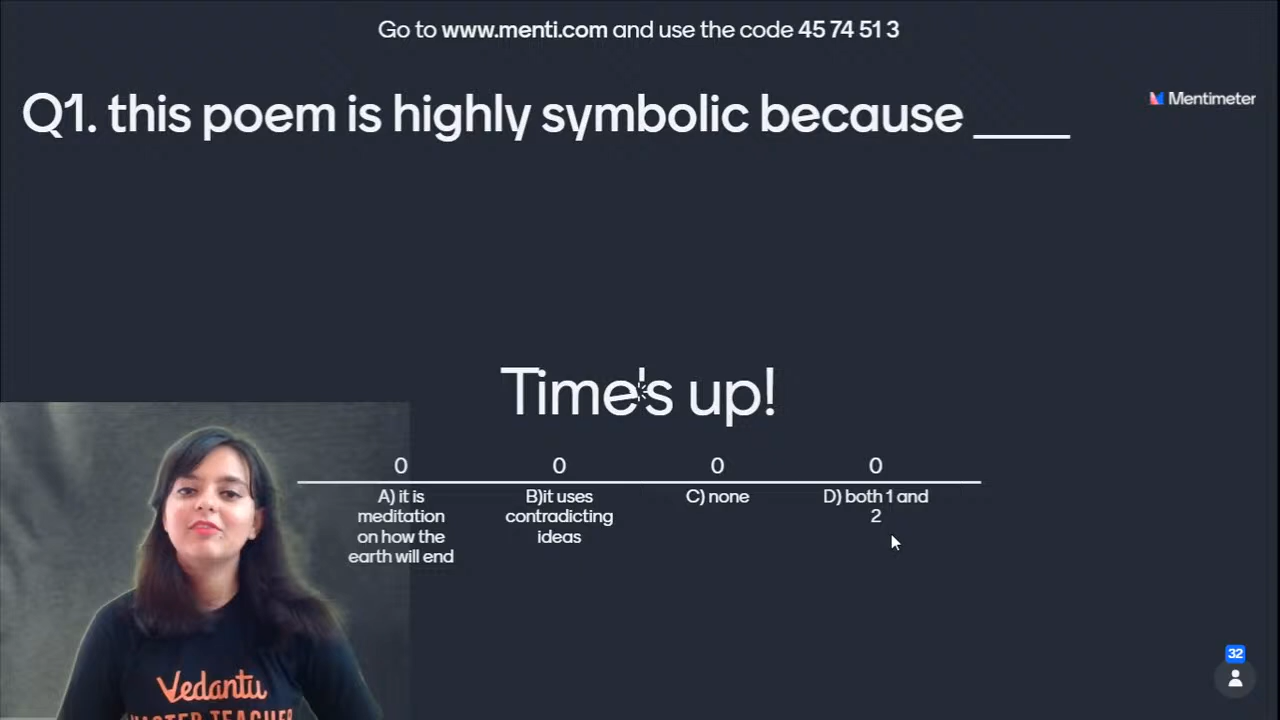 Go to www.menti.com and use the code 45 74 51 3
Q1. this poem is highly symbolic because ____
Mentimeter
Time's up!
0
0
0
0
A) it is
meditation
on how the
earth will end
B)it uses
contradicting
ideas
C) none
D) both 1 and
2
32
Vedantu
MASTER TEACHER